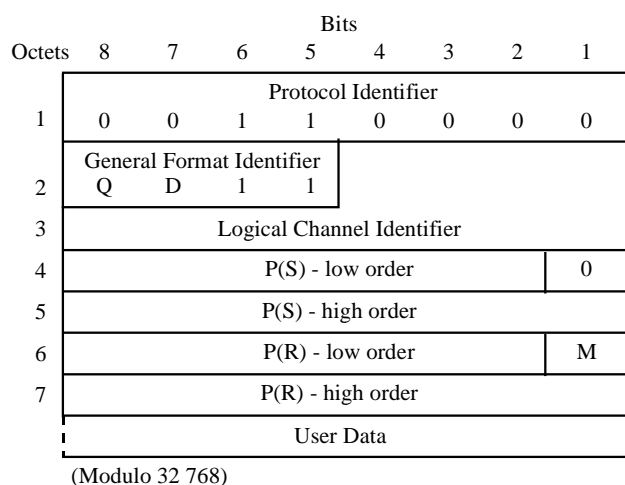 Bits
Octets 8 7 6 5 4 3 2 1
Protocol Identifier
1 0 0 1 1 0 0 0 0
General Format Identifier
2 Q D 1 1
3 Logical Channel Identifier
4 P(S) - low order 0
5 P(S) - high order
6 P(R) - low order M
7 P(R) - high order
User Data
(Modulo 32 768)